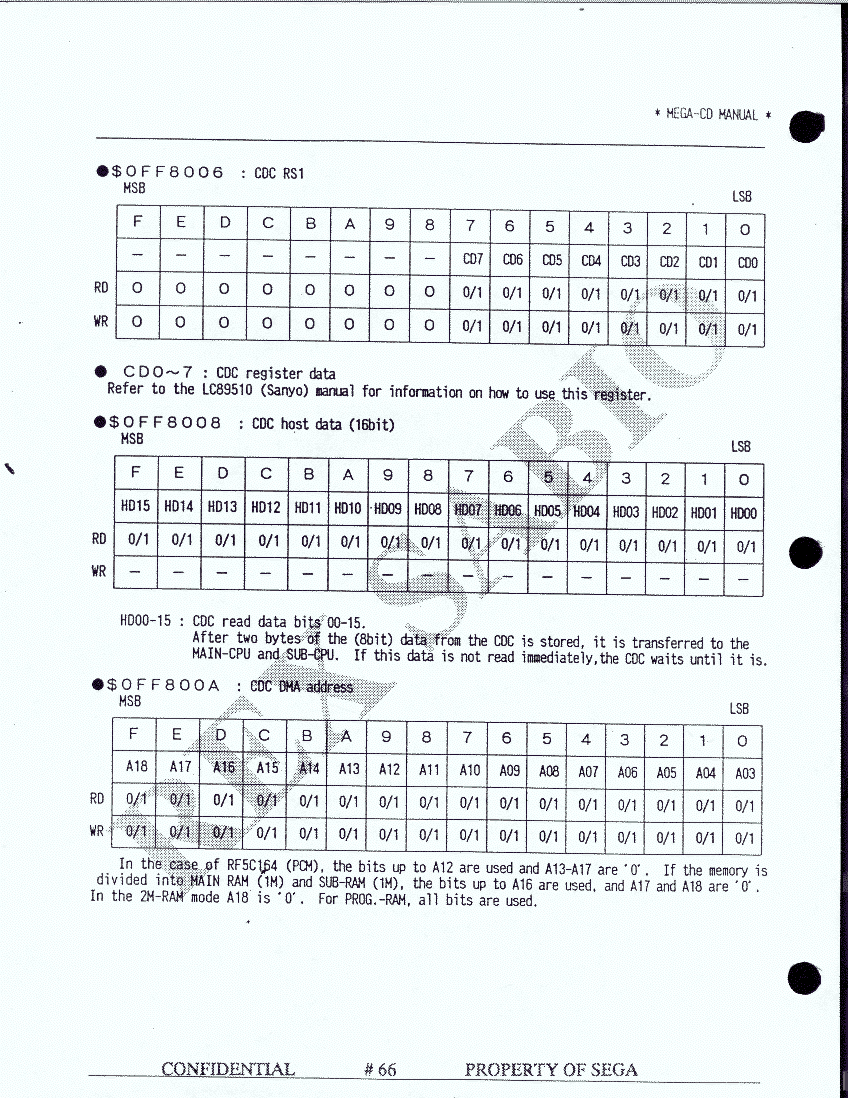 * MEGA-CD MANUAL *
●$0FF8006 : CDC RS1
MSB
LSB
F E D C B A 9 8 7 6 5 4 3 2 1 0
– – – – – – – – CD7 CD6 CD5 CD4 CD3 CD2 CD1 CD0
RD 0 0 0 0 0 0 0 0 0/1 0/1 0/1 0/1 0/1 0/1 0/1 0/1
WR 0 0 0 0 0 0 0 0 0/1 0/1 0/1 0/1 0/1 0/1 0/1 0/1
● CD0~7 : CDC register data
Refer to the LC89510 (Sanyo) manual for information on how to use this register.
●$0FF8008 : CDC host data (16bit)
MSB
LSB
F E D C B A 9 8 7 6 5 4 3 2 1 0
HD15 HD14 HD13 HD12 HD11 HD10 HD09 HD08 HD07 HD06 HD05 HD04 HD03 HD02 HD01 HD00
RD 0/1 0/1 0/1 0/1 0/1 0/1 0/1 0/1 0/1 0/1 0/1 0/1 0/1 0/1 0/1 0/1
WR – – – – – – – – – – – – – – – –
HD00-15 : CDC read data bits 00-15.
After two bytes of the (8bit) data from the CDC is stored, it is transferred to the
MAIN-CPU and SUB-CPU. If this data is not read immediately,the CDC waits until it is.
●$0FF800A : CDC DMA address
MSB
LSB
F E D C B A 9 8 7 6 5 4 3 2 1 0
A18 A17 A16 A15 A14 A13 A12 A11 A10 A09 A08 A07 A06 A05 A04 A03
RD 0/1 0/1 0/1 0/1 0/1 0/1 0/1 0/1 0/1 0/1 0/1 0/1 0/1 0/1 0/1 0/1
WR 0/1 0/1 0/1 0/1 0/1 0/1 0/1 0/1 0/1 0/1 0/1 0/1 0/1 0/1 0/1 0/1
In the case of RF5C164 (PCM), the bits up to A12 are used and A13-A17 are '0'. If the memory is
divided into MAIN RAM (1M) and SUB-RAM (1M), the bits up to A16 are used, and A17 and A18 are '0'.
In the 2M-RAM mode A18 is '0'. For PROG.-RAM, all bits are used.
CONFIDENTIAL # 66 PROPERTY OF SEGA